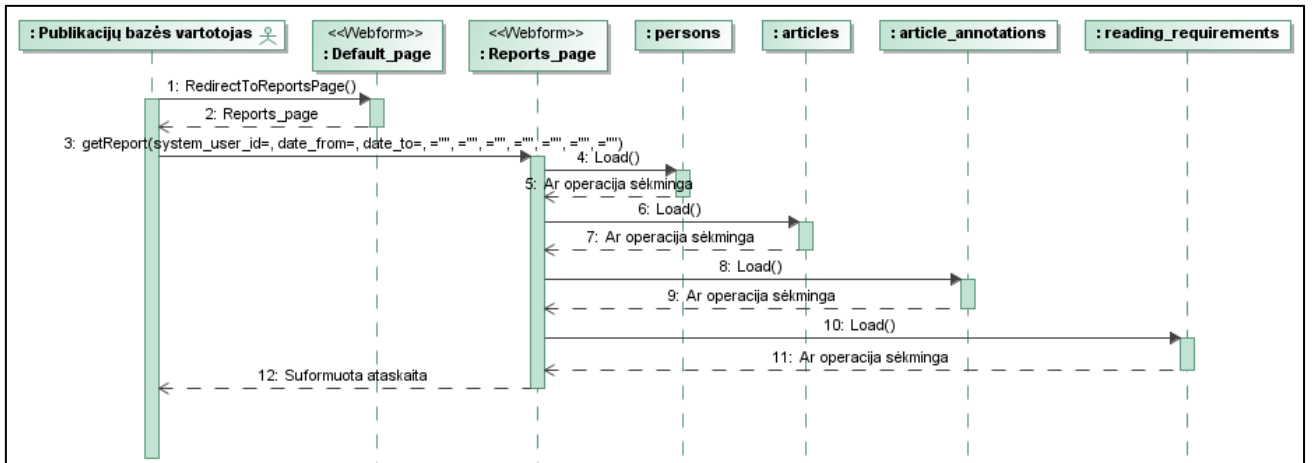 : Publikacijų bazės vartotojas
<<Webform>>
: Default_page
<<Webform>>
: Reports_page
: persons
: articles
: article_annotations
: reading_requirements
1: RedirectToReportsPage()
2: Reports_page
3: getReport(system_user_id=, date_from=, date_to=, ="", ="", ="", ="", ="", ="")
4: Load()
5: Ar operacija sėkminga
6: Load()
7: Ar operacija sėkminga
8: Load()
9: Ar operacija sėkminga
10: Load()
11: Ar operacija sėkminga
12: Suformuota ataskaita